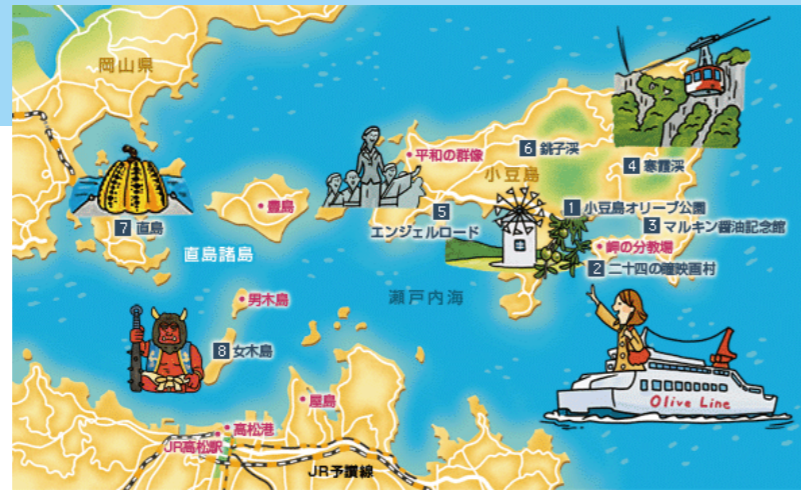 岡山県
平和の群像
6 銚子渓
小豆島
4 寒霞渓
豊島
5
エンジェルロード
1 小豆島オリーブ公園
3 マルキン醤油記念館
7 直島
直島諸島
岬の分教場
2 二十四の瞳映画村
瀬戸内海
男木島
8 女木島
屋島
Olive Line
高松港
JR高松駅
JR予讃線